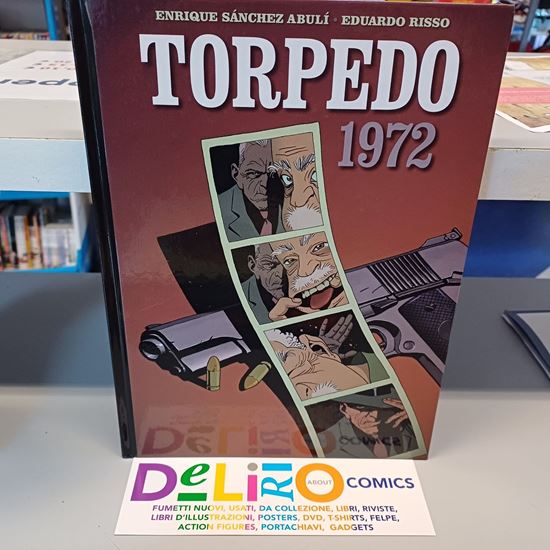 ENRIQUE SÁNCHEZ ABULÍ • EDUARDO RISSO
TORPEDO
1972
DeLiRiO ABOUT COMICS
FUMETTI NUOVI, USATI, DA COLLEZIONE, LIBRI, RIVISTE,
LIBRI D'ILLUSTRAZIONI, POSTERS, DVD, T-SHIRTS, FELPE,
ACTION FIGURES, PORTACHIAVI, GADGETS